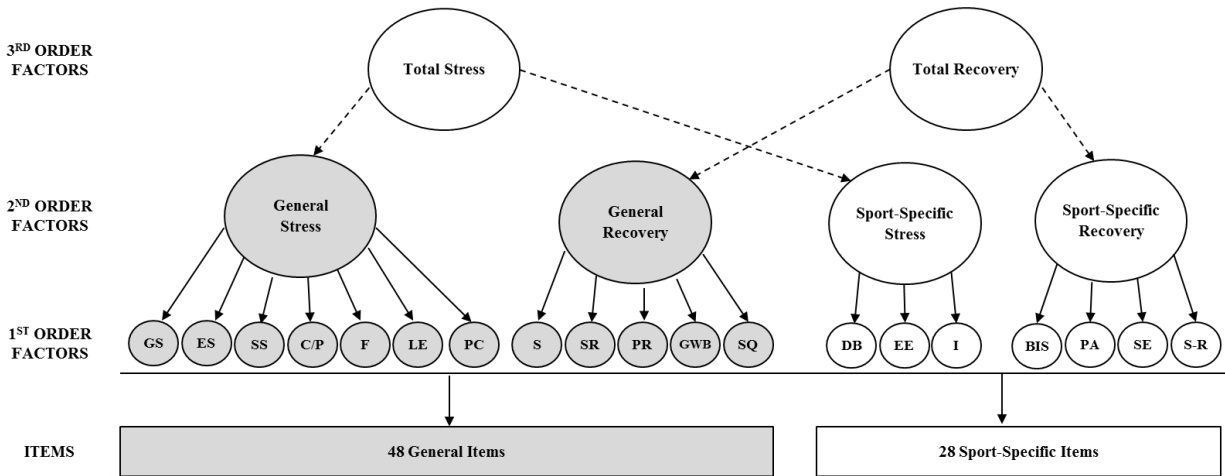 3RD ORDER
FACTORS
Total Stress
Total Recovery
2ND ORDER
FACTORS
General
Stress
General
Recovery
Sport-Specific
Stress
Sport-Specific
Recovery
1ST ORDER
FACTORS
GS
ES
SS
C/P
F
LE
PC
S
SR
PR
GWB
SQ
DB
EE
I
BIS
PA
SE
S-R
ITEMS
48 General Items
28 Sport-Specific Items